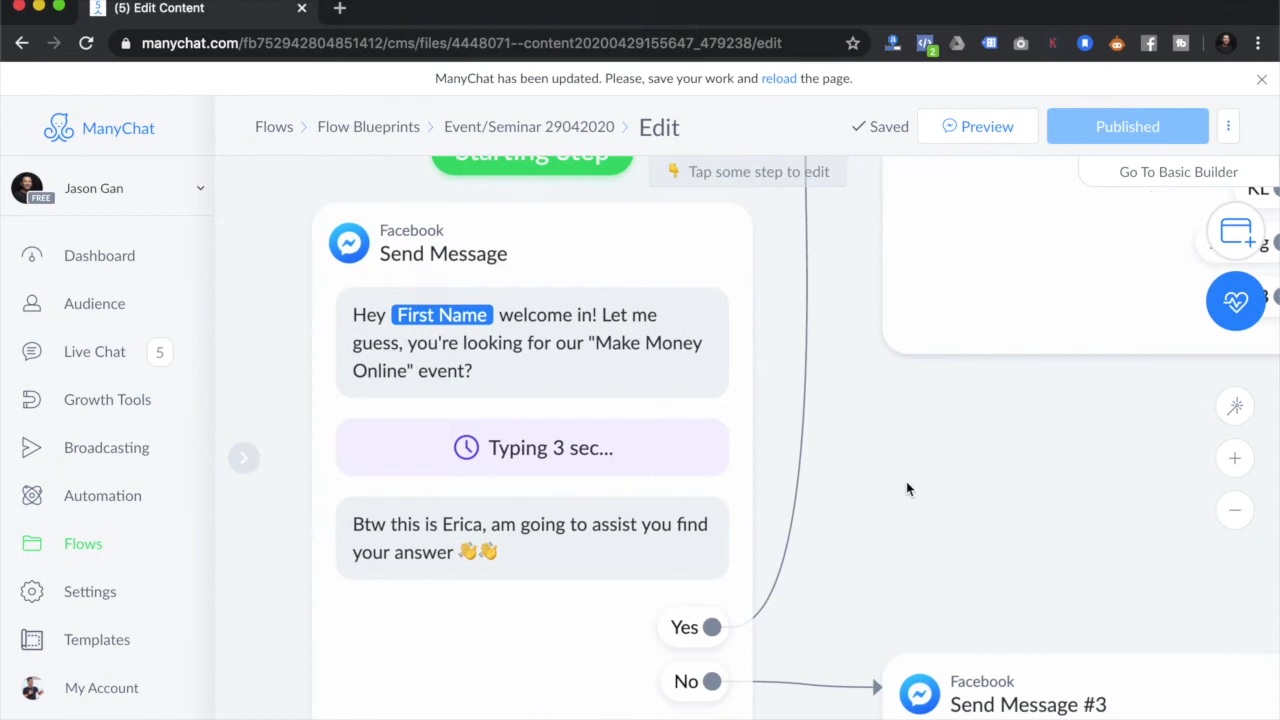 (5) Edit Content
manychat.com/fb752942804851412/cms/files/4448071--content20200429155647_479238/edit
2
ManyChat has been updated. Please, save your work and reload the page.
ManyChat
Flows
Flow Blueprints
Event/Seminar 29042020
Edit
Saved
Preview
Published
Starting Step
👇 Tap some step to edit
Go To Basic Builder
Jason Gan
FREE
Dashboard
Audience
Live Chat
5
Growth Tools
Broadcasting
Automation
Flows
Settings
Templates
My Account
Facebook
Send Message
Hey First Name welcome in! Let me
guess, you're looking for our "Make Money
Online" event?
Typing 3 sec...
Btw this is Erica, am going to assist you find
your answer 👋👋
Yes
No
KL
Facebook
Send Message #3